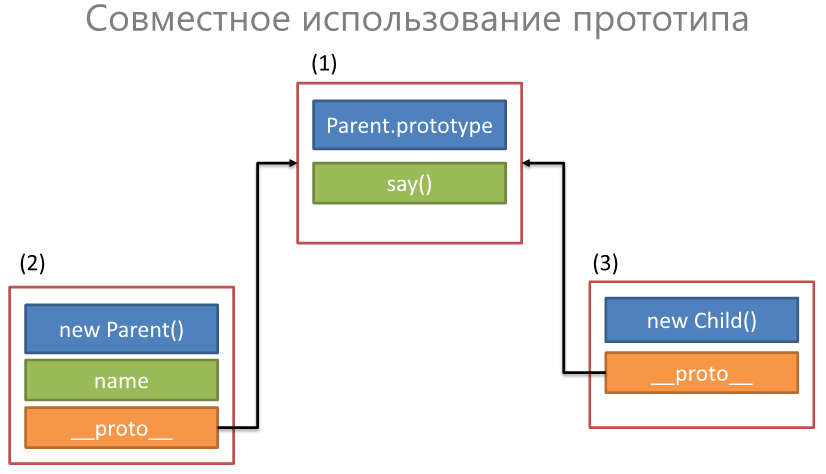 Совместное использование прототипа
(1)
Parent.prototype
say()
(2)
new Parent()
name
__proto__
(3)
new Child()
__proto__